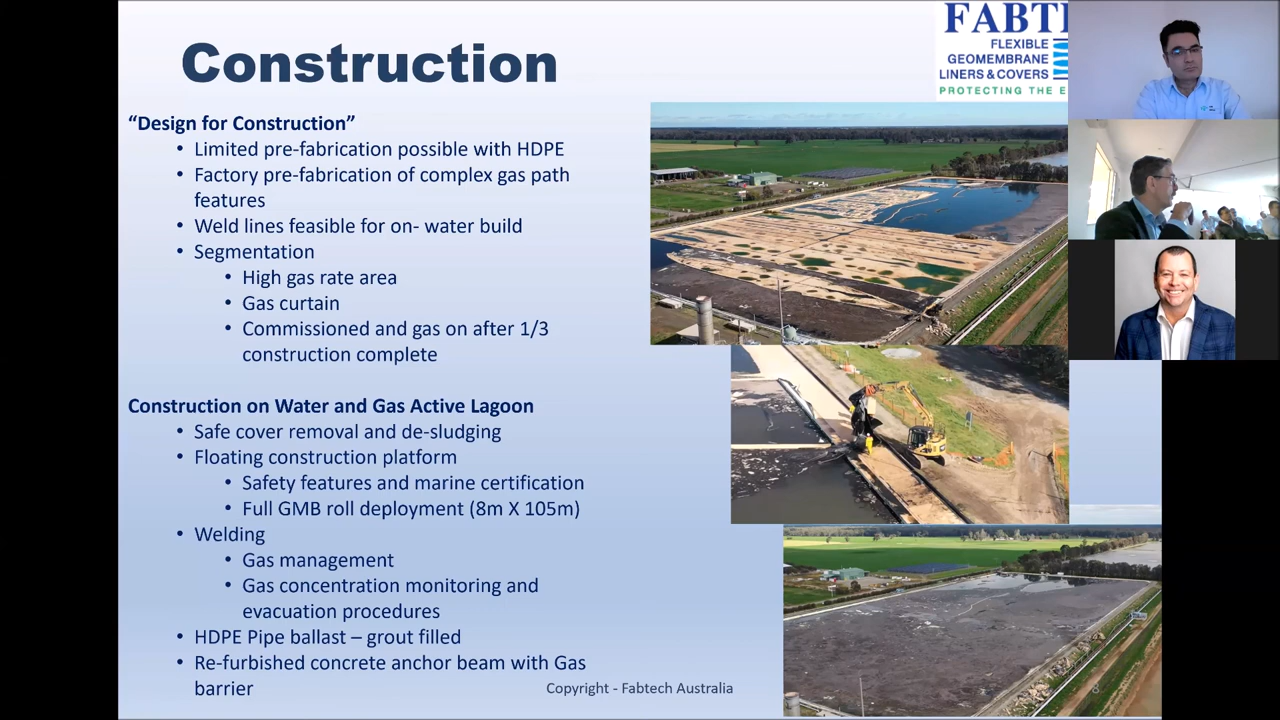 Construction
FABT
FLEXIBLE
GEOMEMBRANE
LINERS & COVERS
PROTECTING THE E
“Design for Construction”
• Limited pre-fabrication possible with HDPE
• Factory pre-fabrication of complex gas path
features
• Weld lines feasible for on- water build
• Segmentation
• High gas rate area
• Gas curtain
• Commissioned and gas on after 1/3
construction complete
Construction on Water and Gas Active Lagoon
• Safe cover removal and de-sludging
• Floating construction platform
• Safety features and marine certification
• Full GMB roll deployment (8m X 105m)
• Welding
• Gas management
• Gas concentration monitoring and
evacuation procedures
• HDPE Pipe ballast – grout filled
• Re-furbished concrete anchor beam with Gas
barrier
Copyright - Fabtech Australia
8